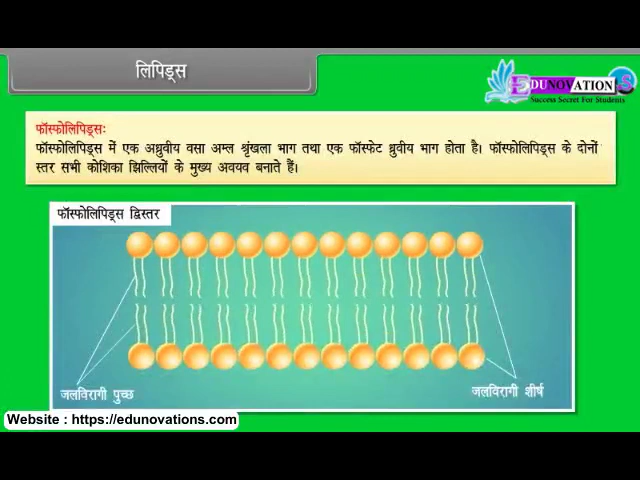 लिपिड्स
EDUNOVATIONS
Success Secret For Students
फॉस्फोलिपिड्सः
फॉस्फोलिपिड्स में एक अध्रुवीय वसा अम्ल श्रृंखला भाग तथा एक फॉस्फेट ध्रुवीय भाग होता है। फॉस्फोलिपिड्स के दोनों
स्तर सभी कोशिका झिल्लियों के मुख्य अवयव बनाते हैं।
फॉस्फोलिपिड्स द्विस्तर
जलविरागी पुच्छ
जलविरागी शीर्ष
Website : https://edunovations.com